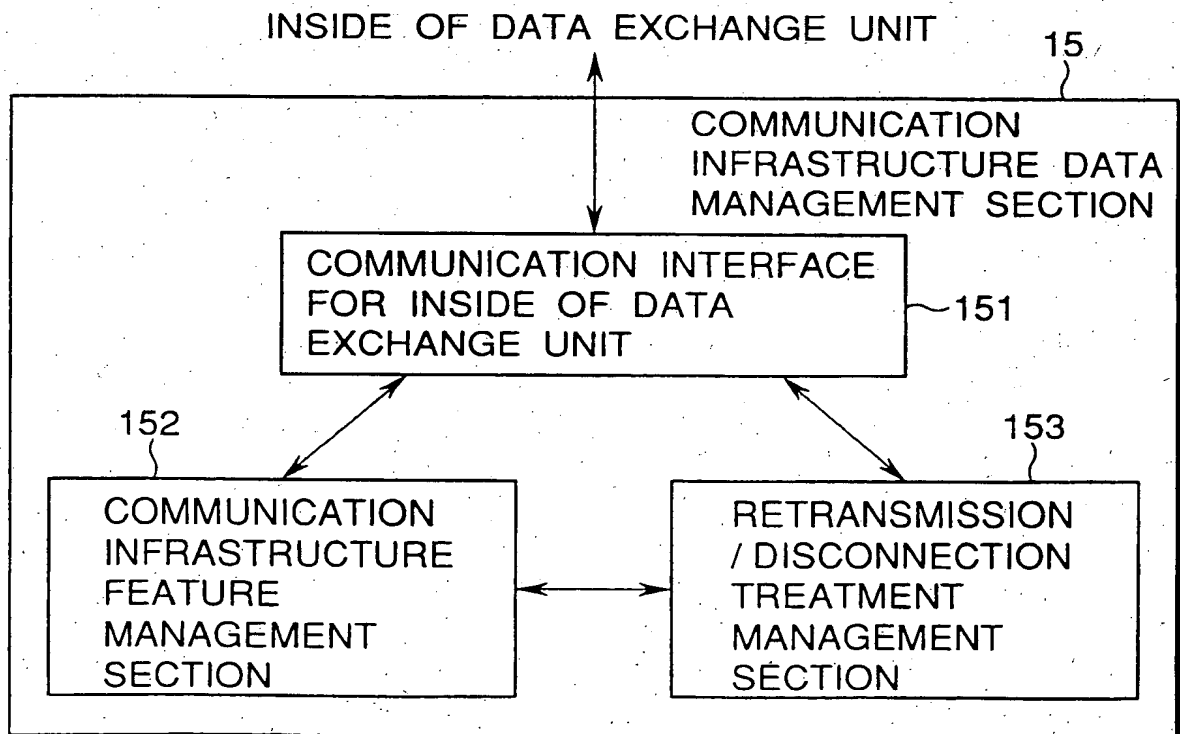 INSIDE OF DATA EXCHANGE UNIT
15
COMMUNICATION
INFRASTRUCTURE DATA
MANAGEMENT SECTION
COMMUNICATION INTERFACE
FOR INSIDE OF DATA
EXCHANGE UNIT
151
152
COMMUNICATION
INFRASTRUCTURE
FEATURE
MANAGEMENT
SECTION
153
RETRANSMISSION
/ DISCONNECTION
TREATMENT
MANAGEMENT
SECTION